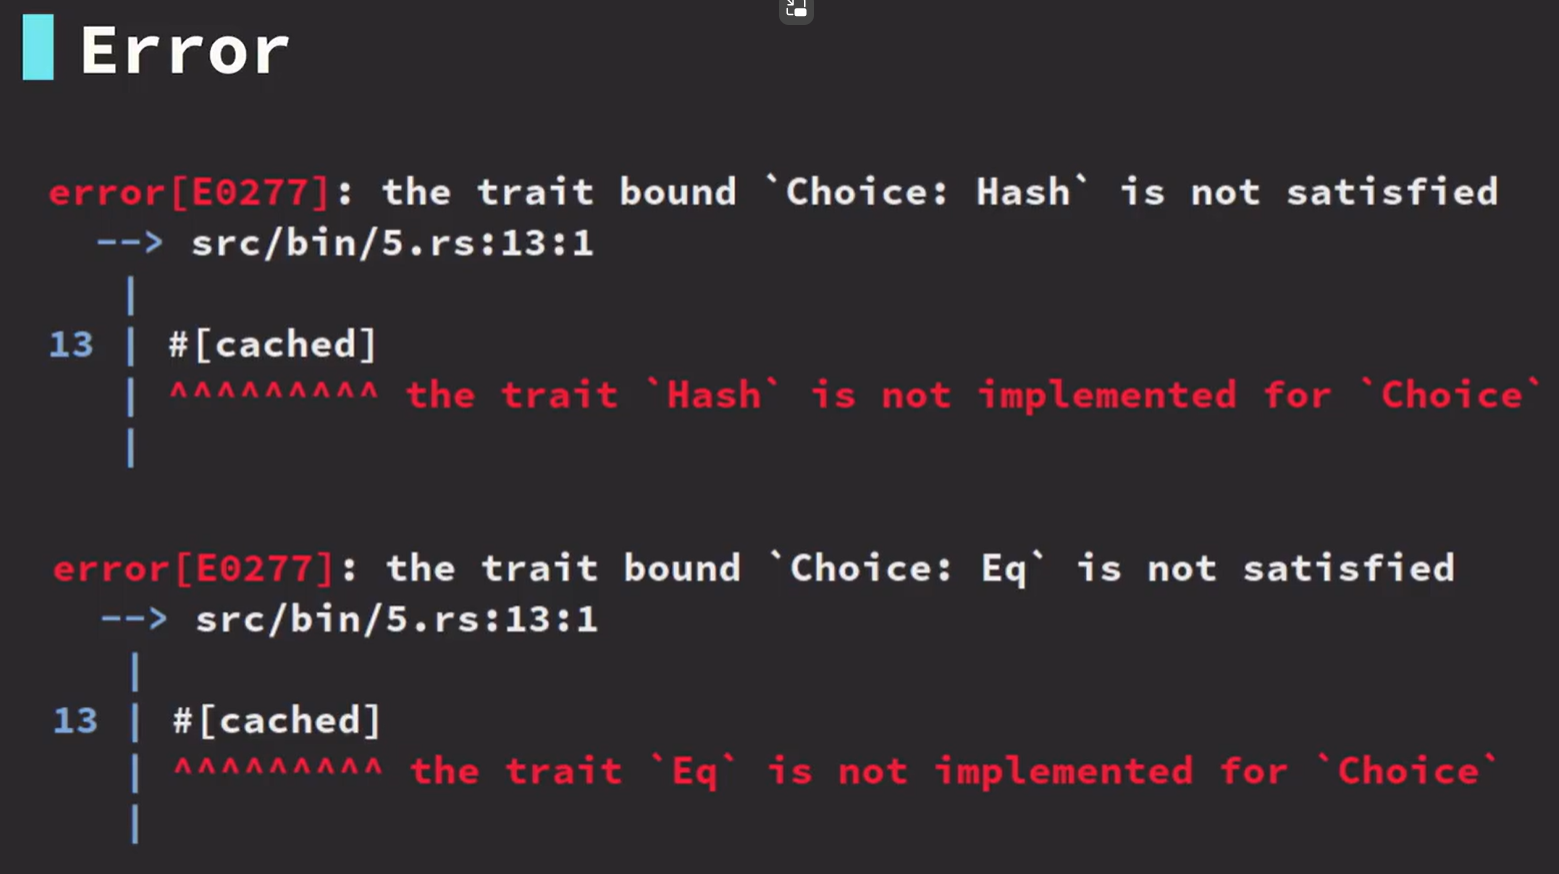 Error
error[E0277]: the trait bound `Choice: Hash` is not satisfied
--> src/bin/5.rs:13:1
|
13 | #[cached]
| ^^^^^^^^^ the trait `Hash` is not implemented for `Choice`
|
error[E0277]: the trait bound `Choice: Eq` is not satisfied
--> src/bin/5.rs:13:1
|
13 | #[cached]
| ^^^^^^^^^ the trait `Eq` is not implemented for `Choice`
|